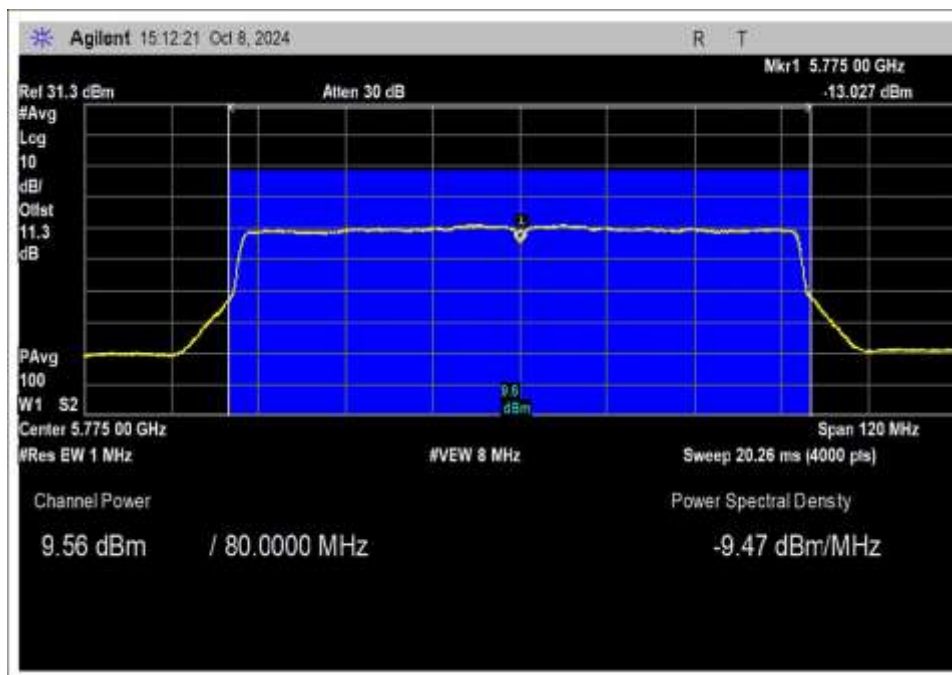 Agilent 15:12:21 Oct 8, 2024 R T
Mkr1 5.775 00 GHz
Ref 31.3 dBm Atten 30 dB -13.027 dBm
#Avg
Log
10
dB/
Offst
11.3
dB
1
PAvg
100
W1 S2
9.6
dBm
Center 5.775 00 GHz Span 120 MHz
#Res BW 1 MHz #VBW 8 MHz Sweep 20.26 ms (4000 pts)
Channel Power Power Spectral Density
9.56 dBm / 80.0000 MHz -9.47 dBm/MHz